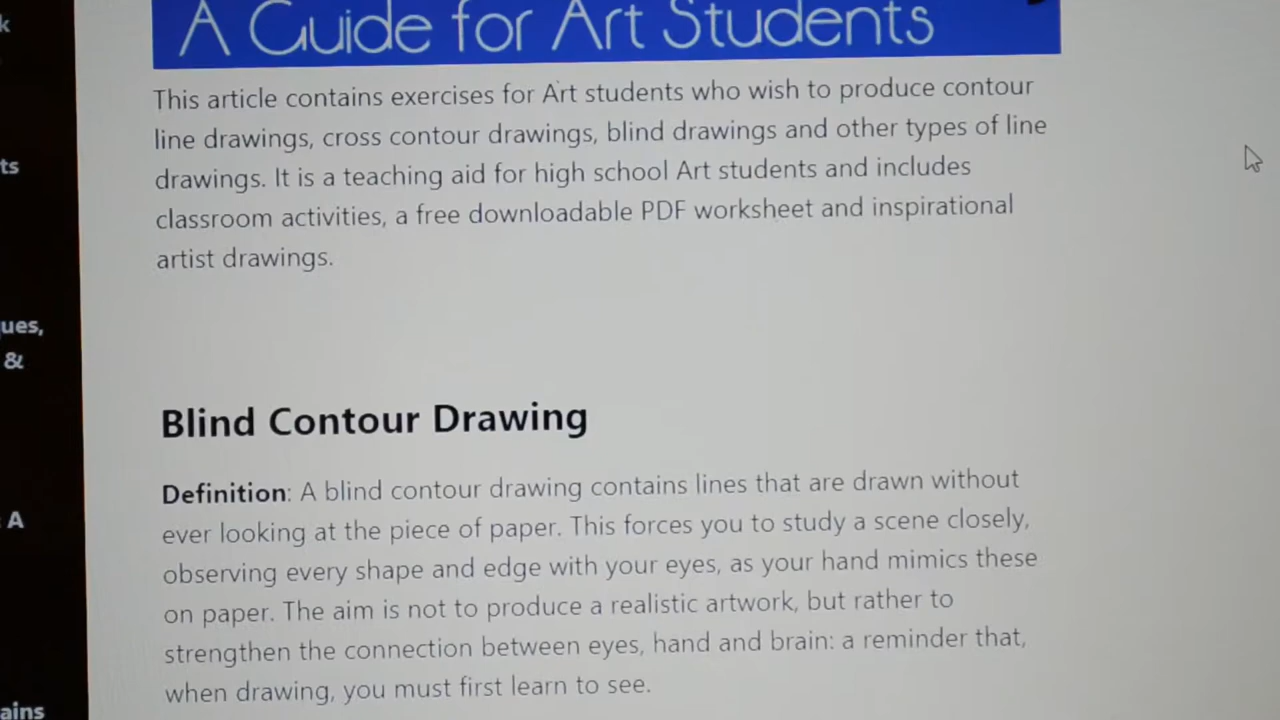 A Guide for Art Students
This article contains exercises for Art students who wish to produce contour
line drawings, cross contour drawings, blind drawings and other types of line
drawings. It is a teaching aid for high school Art students and includes
classroom activities, a free downloadable PDF worksheet and inspirational
artist drawings.
Blind Contour Drawing
Definition: A blind contour drawing contains lines that are drawn without
ever looking at the piece of paper. This forces you to study a scene closely,
observing every shape and edge with your eyes, as your hand mimics these
on paper. The aim is not to produce a realistic artwork, but rather to
strengthen the connection between eyes, hand and brain: a reminder that,
when drawing, you must first learn to see.
k
ts
ues,
&
A
ains